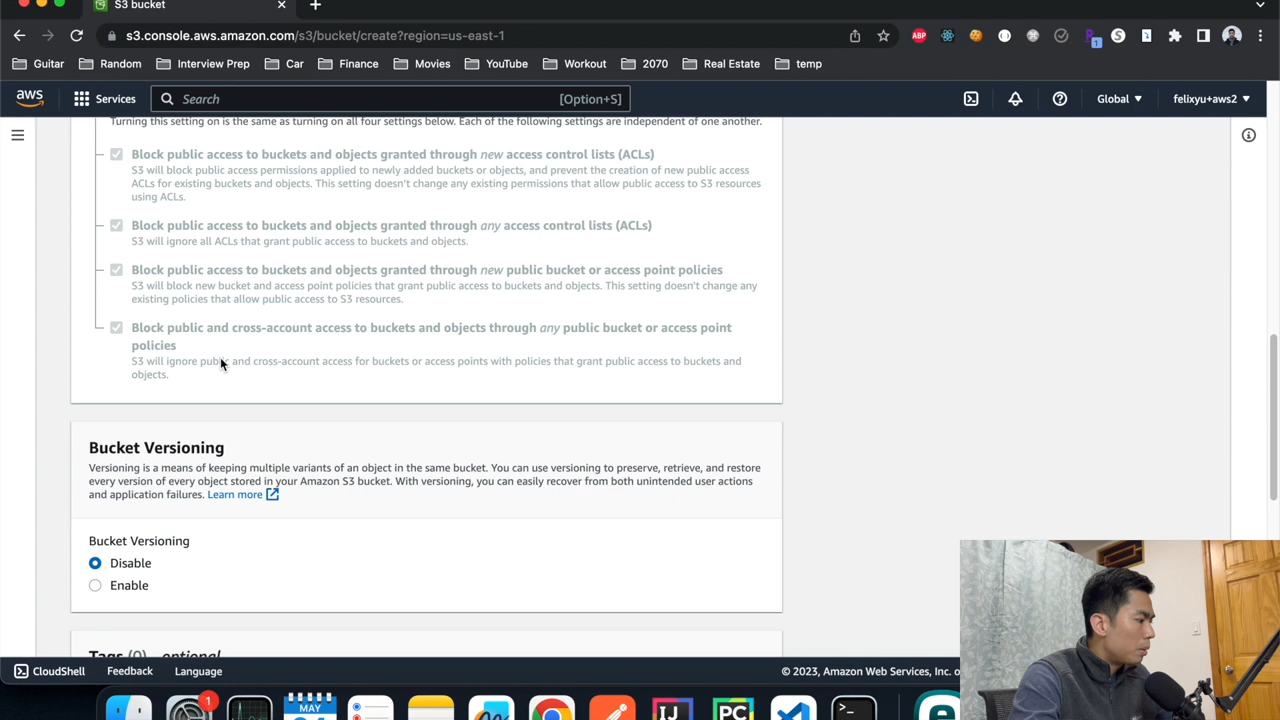 S3 bucket
s3.console.aws.amazon.com/s3/bucket/create?region=us-east-1
ABP
1
Guitar
Random
Interview Prep
Car
Finance
Movies
YouTube
Workout
2070
Real Estate
temp
aws
Services
Search
[Option+S]
Global
felixyu+aws2
Turning this setting on is the same as turning on all four settings below. Each of the following settings are independent of one another.
Block public access to buckets and objects granted through new access control lists (ACLs)
S3 will block public access permissions applied to newly added buckets or objects, and prevent the creation of new public access
ACLs for existing buckets and objects. This setting doesn't change any existing permissions that allow public access to S3 resources
using ACLs.
Block public access to buckets and objects granted through any access control lists (ACLs)
S3 will ignore all ACLs that grant public access to buckets and objects.
Block public access to buckets and objects granted through new public bucket or access point policies
S3 will block new bucket and access point policies that grant public access to buckets and objects. This setting doesn't change any
existing policies that allow public access to S3 resources.
Block public and cross-account access to buckets and objects through any public bucket or access point
policies
S3 will ignore public and cross-account access for buckets or access points with policies that grant public access to buckets and
objects.
Bucket Versioning
Versioning is a means of keeping multiple variants of an object in the same bucket. You can use versioning to preserve, retrieve, and restore
every version of every object stored in your Amazon S3 bucket. With versioning, you can easily recover from both unintended user actions
and application failures. Learn more
Bucket Versioning
Disable
Enable
Tags (0) - optional
CloudShell
Feedback
Language
© 2023, Amazon Web Services, Inc. o
1
MAY
IJ
PC